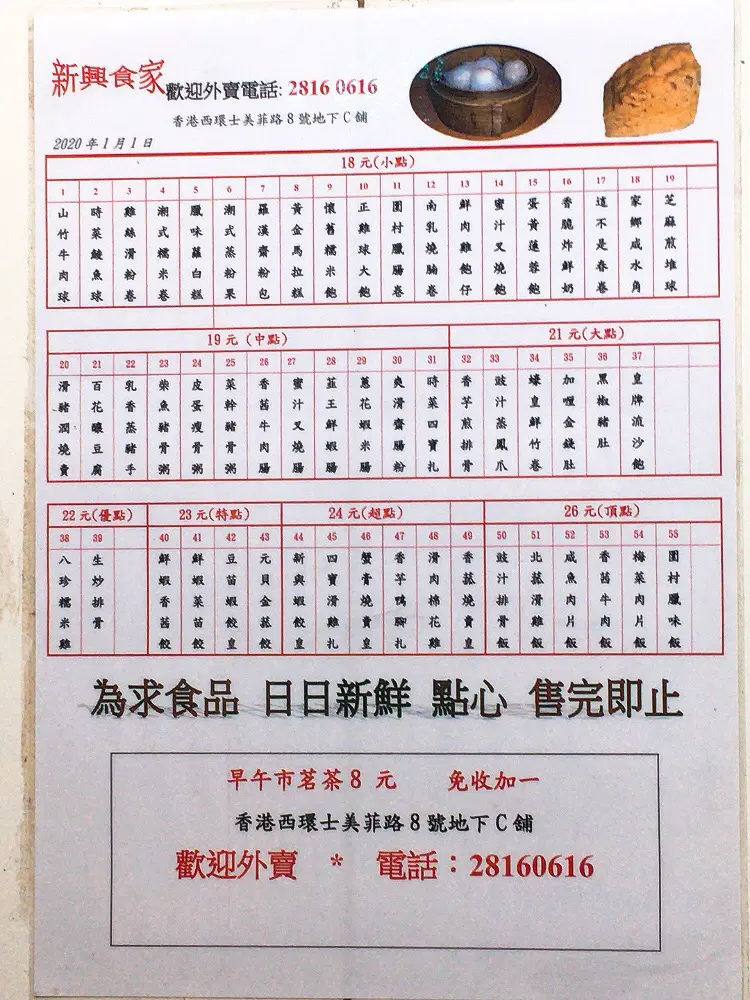 新興食家 歡迎外賣電話: 2816 0616
香港西環士美菲路 8 號地下 C 舖
2020 年 1 月 1 日
18 元(小點)
1 山竹牛肉球
2 時菜鯪魚球
3 雞絲滑粉卷
4 潮式糯米卷
5 臘味蘿白糕
6 潮式蒸粉果
7 羅漢齋粉包
8 黃金馬拉糕
9 懷舊糯米飽
10 正雞球大飽
11 圍村臘腸卷
12 南乳燒腩卷
13 鮮肉雞飽仔
14 蜜汁叉燒飽
15 蛋黃蓮蓉飽
16 香脆炸鮮奶
17 這不是春卷
18 家鄉咸水角
19 芝麻煎堆球
19 元 (中點)
21 元(大點)
20 滑豬潤燒賣
21 百花釀豆腐
22 乳香蒸豬手
23 柴魚豬骨粥
24 皮蛋瘦骨粥
25 菜幹豬骨粥
26 香茜牛肉腸
27 蜜汁叉燒腸
28 韮王鮮蝦腸
29 蔥花蝦米腸
30 爽滑齋腸粉
31 時菜四寶扎
32 香芋煎排骨
33 豉汁蒸鳳爪
34 蠔皇鮮竹卷
35 加喱金錢肚
36 黑椒豬肚
37 皇牌流沙飽
22 元(優點)
23 元(特點)
24 元(超點)
26 元(頂點)
38 八珍糯米雞
39 生炒排骨
40 鮮蝦香茜餃
41 鮮蝦菜苗餃
42 豆苗蝦餃皇
43 元貝金菇餃
44 新興蝦餃皇
45 四寶滑雞扎
46 蟹膏燒賣皇
47 香芋鴨腳扎
48 滑肉棉花雞
49 香菇燒賣皇
50 豉汁排骨飯
51 北菇滑雞飯
52 咸魚肉片飯
53 香茜牛肉飯
54 梅菜肉片飯
55 圍村臘味飯
為求食品 日日新鮮 點心 售完即止
早午市茗茶 8 元 免收加一
香港西環士美菲路 8 號地下 C 舖
歡迎外賣 * 電話：28160616